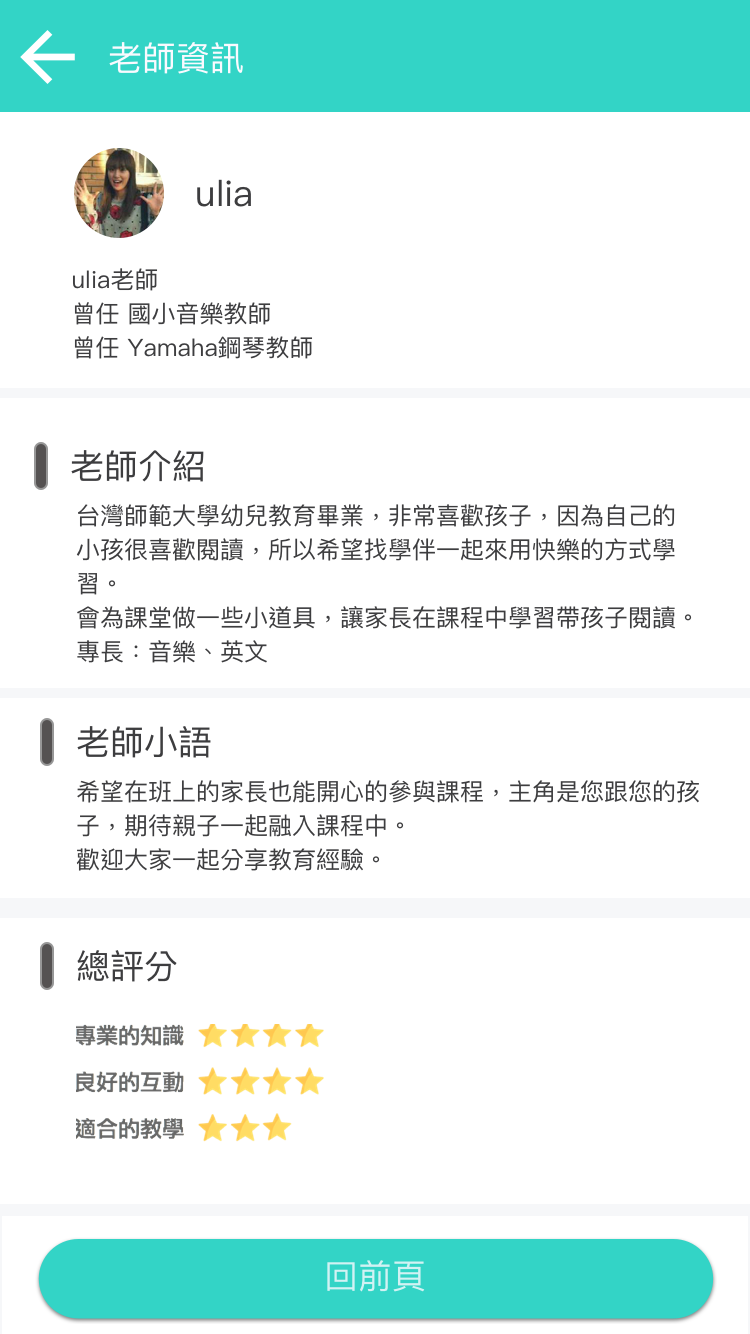 老師資訊
ulia
ulia老師
曾任 國小音樂教師
曾任 Yamaha鋼琴教師
老師介紹
台灣師範大學幼兒教育畢業，非常喜歡孩子，因為自己的
小孩很喜歡閱讀，所以希望找學伴一起來用快樂的方式學
習。
會為課堂做一些小道具，讓家長在課程中學習帶孩子閱讀。
專長：音樂、英文
老師小語
希望在班上的家長也能開心的參與課程，主角是您跟您的孩
子，期待親子一起融入課程中。
歡迎大家一起分享教育經驗。
總評分
專業的知識
良好的互動
適合的教學
回前頁